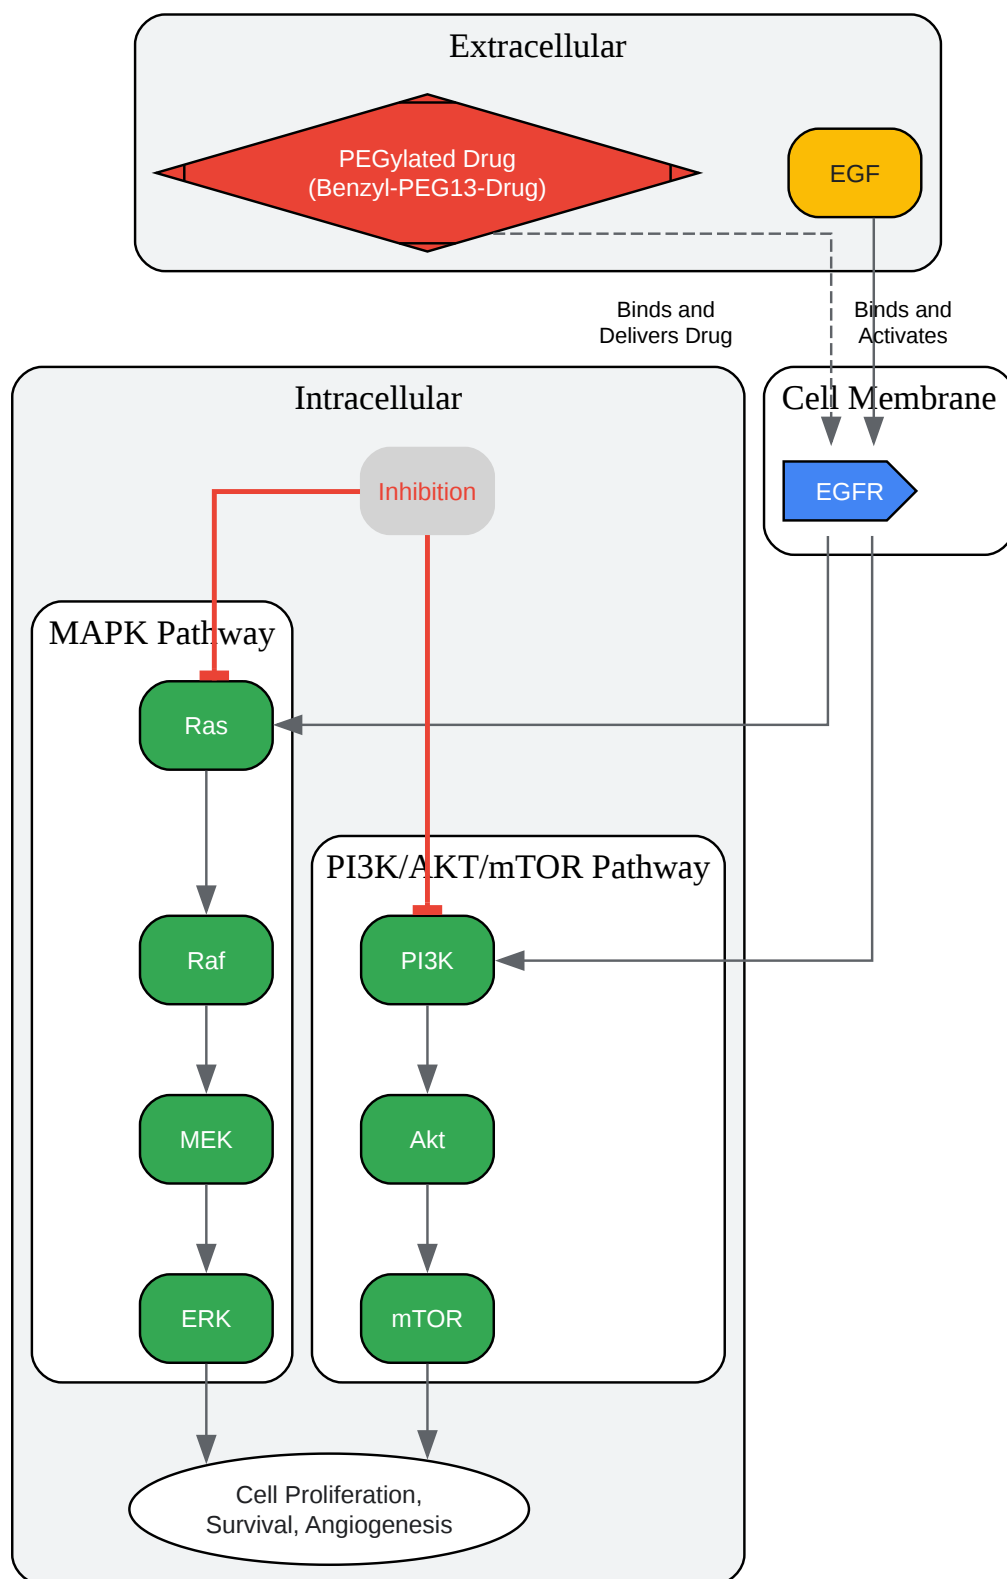 Extracellular
PEGylated Drug
(Benzyl-PEG13-Drug)
EGF
Binds and
Delivers Drug
Binds and
Activates
Intracellular
Cell Membrane
Inhibition
EGFR
MAPK Pathway
Ras
PI3K/AKT/mTOR Pathway
Raf
PI3K
MEK
Akt
ERK
mTOR
Cell Proliferation,
Survival, Angiogenesis